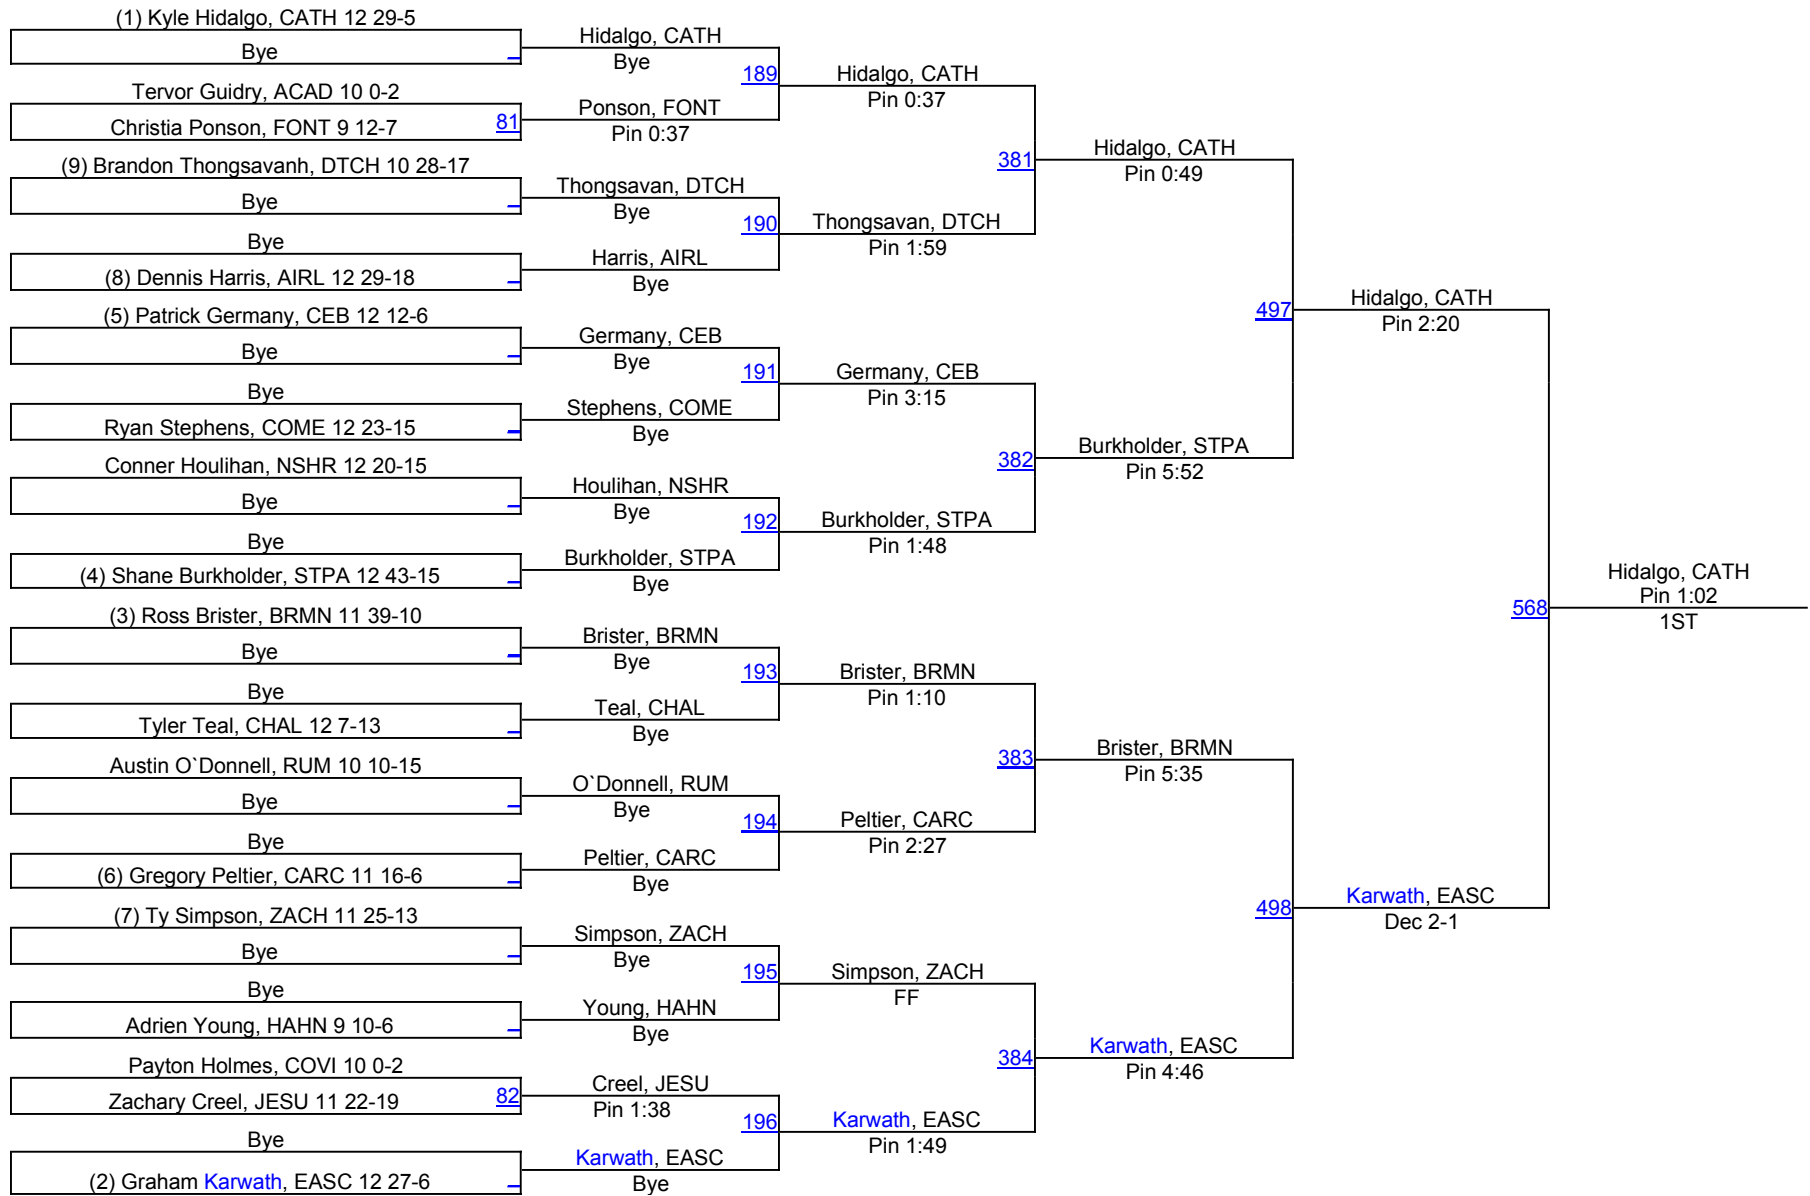 (1) Kyle Hidalgo, CATH 12 29-5
Bye
Tervor Guidry, ACAD 10 0-2
Christia Ponson, FONT 9 12-7
81
(9) Brandon Thongsavanh, DTCH 10 28-17
Bye
Bye
(8) Dennis Harris, AIRL 12 29-18
(5) Patrick Germany, CEB 12 12-6
Bye
Bye
Ryan Stephens, COME 12 23-15
Conner Houlihan, NSHR 12 20-15
Bye
Bye
(4) Shane Burkholder, STPA 12 43-15
(3) Ross Brister, BRMN 11 39-10
Bye
Bye
Tyler Teal, CHAL 12 7-13
Austin O`Donnell, RUM 10 10-15
Bye
Bye
(6) Gregory Peltier, CARC 11 16-6
(7) Ty Simpson, ZACH 11 25-13
Bye
Bye
Adrien Young, HAHN 9 10-6
Payton Holmes, COVI 10 0-2
Zachary Creel, JESU 11 22-19
82
Bye
(2) Graham Karwath, EASC 12 27-6
Hidalgo, CATH
Bye
189
Ponson, FONT
Pin 0:37
Thongsavan, DTCH
Bye
190
Harris, AIRL
Bye
Germany, CEB
Bye
191
Stephens, COME
Bye
Houlihan, NSHR
Bye
192
Burkholder, STPA
Bye
Brister, BRMN
Bye
193
Teal, CHAL
Bye
O`Donnell, RUM
Bye
194
Peltier, CARC
Bye
Simpson, ZACH
Bye
195
Young, HAHN
Bye
Creel, JESU
Pin 1:38
196
Karwath, EASC
Bye
Hidalgo, CATH
Pin 0:37
381
Thongsavan, DTCH
Pin 1:59
Germany, CEB
Pin 3:15
382
Burkholder, STPA
Pin 1:48
Brister, BRMN
Pin 1:10
383
Peltier, CARC
Pin 2:27
Simpson, ZACH
FF
384
Karwath, EASC
Pin 1:49
Hidalgo, CATH
Pin 0:49
497
Burkholder, STPA
Pin 5:52
Brister, BRMN
Pin 5:35
498
Karwath, EASC
Pin 4:46
Hidalgo, CATH
Pin 2:20
568
Karwath, EASC
Dec 2-1
Hidalgo, CATH
Pin 1:02
1ST